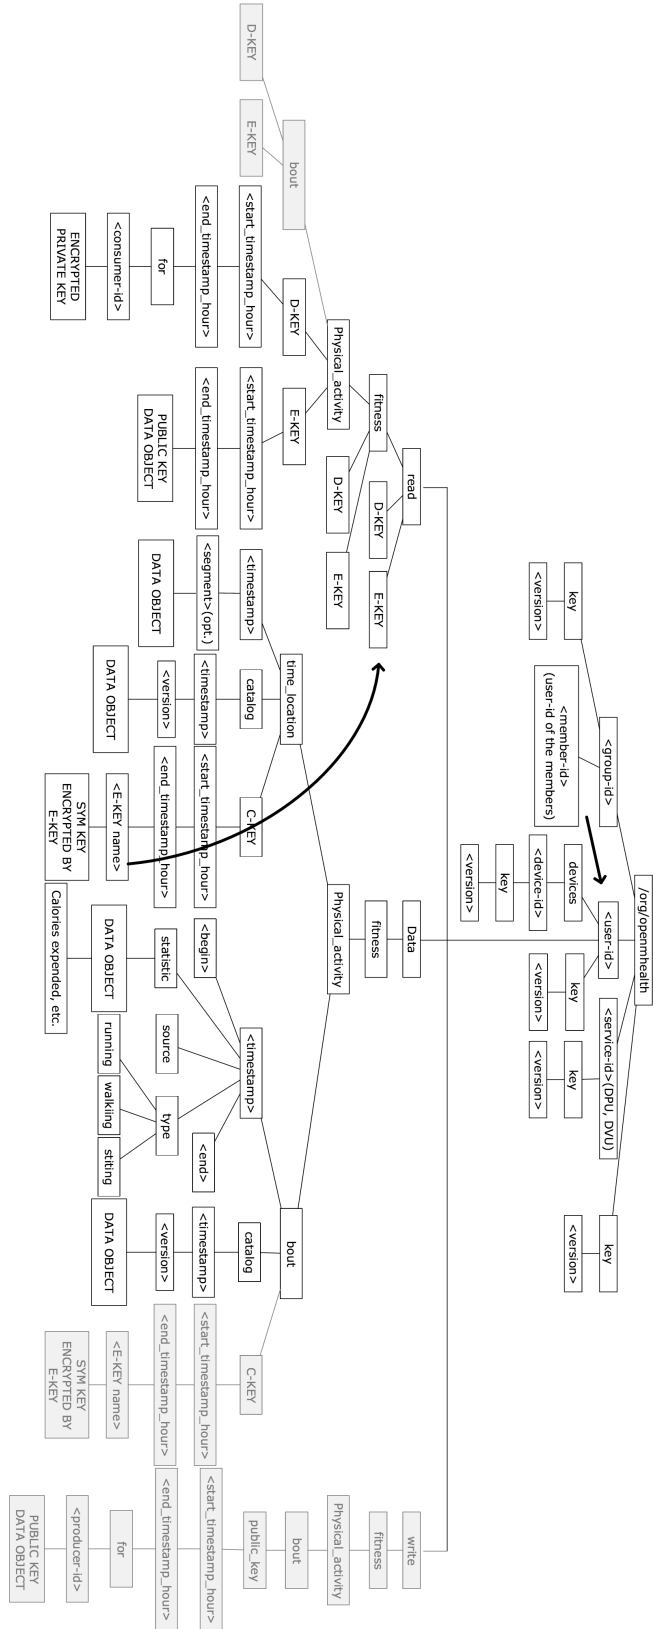 /org/openmhealth
<group-id>
<user-id>
<service-id>(DPU, DVU)
key
key
<member-id>
(user-id of the members)
devices
key
key
<version>
<version>
<device-id>
<version>
<version>
key
<version>
read
Data
write
fitness
D-KEY
E-KEY
fitness
fitness
Physical_activity
D-KEY
E-KEY
Physical_activity
Physical_activity
bout
D-KEY
E-KEY
time_location
bout
bout
D-KEY
E-KEY
<start_timestamp_hour>
<start_timestamp_hour>
<timestamp>
catalog
C-KEY
<timestamp>
catalog
C-KEY
public_key
<end_timestamp_hour>
<end_timestamp_hour>
<segment>(opt.)
<timestamp>
<start_timestamp_hour>
<begin>
<end>
<timestamp>
<start_timestamp_hour>
<start_timestamp_hour>
for
PUBLIC KEY
DATA OBJECT
DATA OBJECT
<version>
<end_timestamp_hour>
statistic
source
type
<version>
<end_timestamp_hour>
<end_timestamp_hour>
<consumer-id>
DATA OBJECT
<E-KEY name>
DATA OBJECT
running
walkiing
stiting
DATA OBJECT
<E-KEY name>
for
ENCRYPTED
PRIVATE KEY
SYM KEY
ENCRYPTED BY
E-KEY
Calories expended, etc.
SYM KEY
ENCRYPTED BY
E-KEY
<producer-id>
PUBLIC KEY
DATA OBJECT